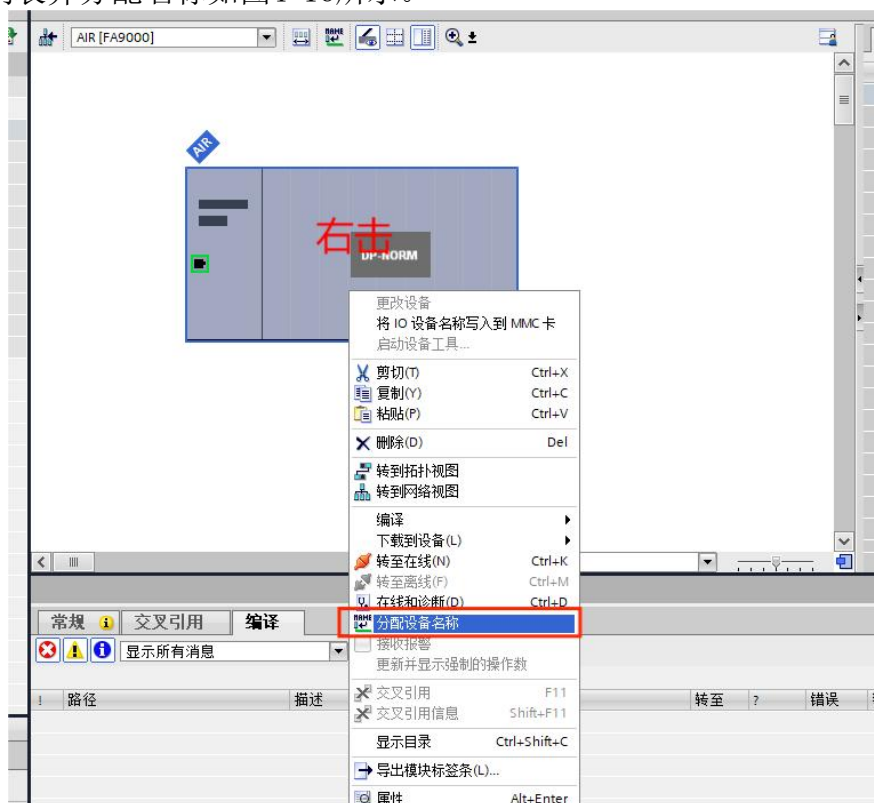 AIR [FA9000]
AIR
右击
DP-NORM
更改设备
将 IO 设备名称写入到 MMC 卡
启动设备工具...
剪切(T) Ctrl+X
复制(Y) Ctrl+C
粘贴(P) Ctrl+V
删除(D) Del
转到拓扑视图
转到网络视图
编译
下载到设备(L)
转至在线(N) Ctrl+K
转至离线(F) Ctrl+M
在线和诊断(D) Ctrl+D
分配设备名称
接收报警
更新并显示强制的操作数
交叉引用 F11
交叉引用信息 Shift+F11
显示目录 Ctrl+Shift+C
导出模块标签条(L)...
属性 Alt+Enter
常规 交叉引用 编译
显示所有消息
! 路径 描述 转至 ? 错误